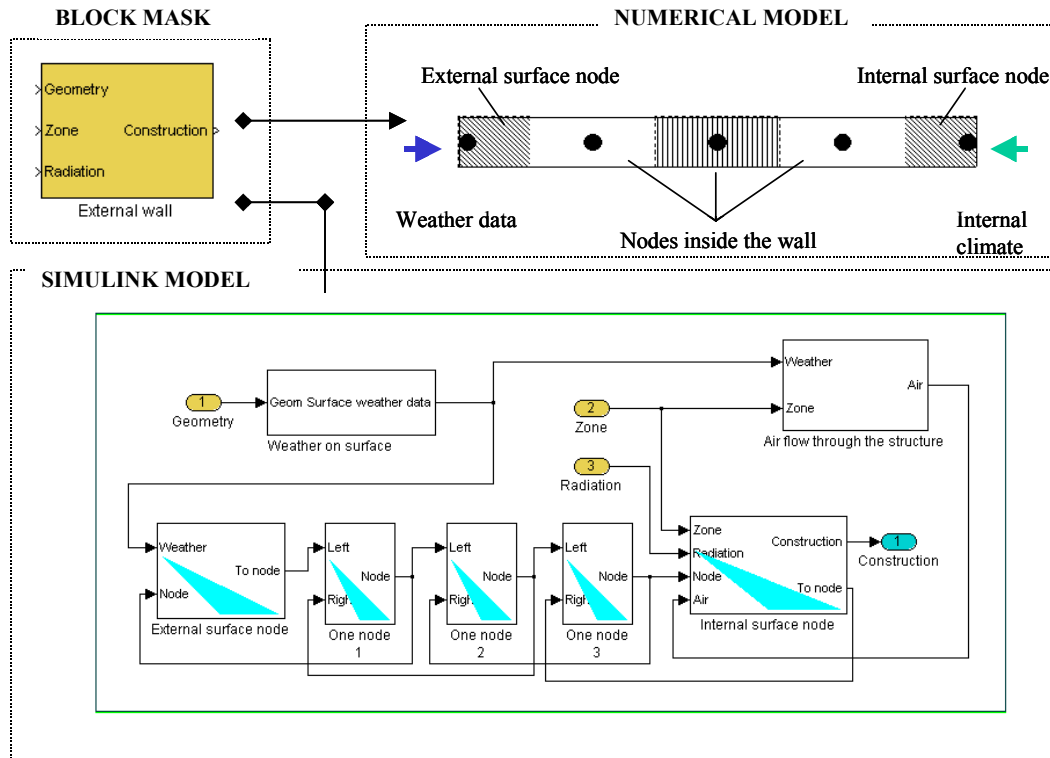 BLOCK MASK
Geometry
Zone
Construction
Radiation
External wall
NUMERICAL MODEL
External surface node
Internal surface node
Weather data
Nodes inside the wall
Internal
climate
SIMULINK MODEL
1
Geometry
Geom Surface weather data
Weather on surface
2
Zone
3
Radiation
Weather
Zone
Air
Air flow through the structure
Weather
Node
To node
External surface node
Left
Right
Node
One node
1
Left
Right
Node
One node
2
Left
Right
Node
One node
3
Zone
Radiation
Node
Air
Construction
To node
Internal surface node
1
Construction